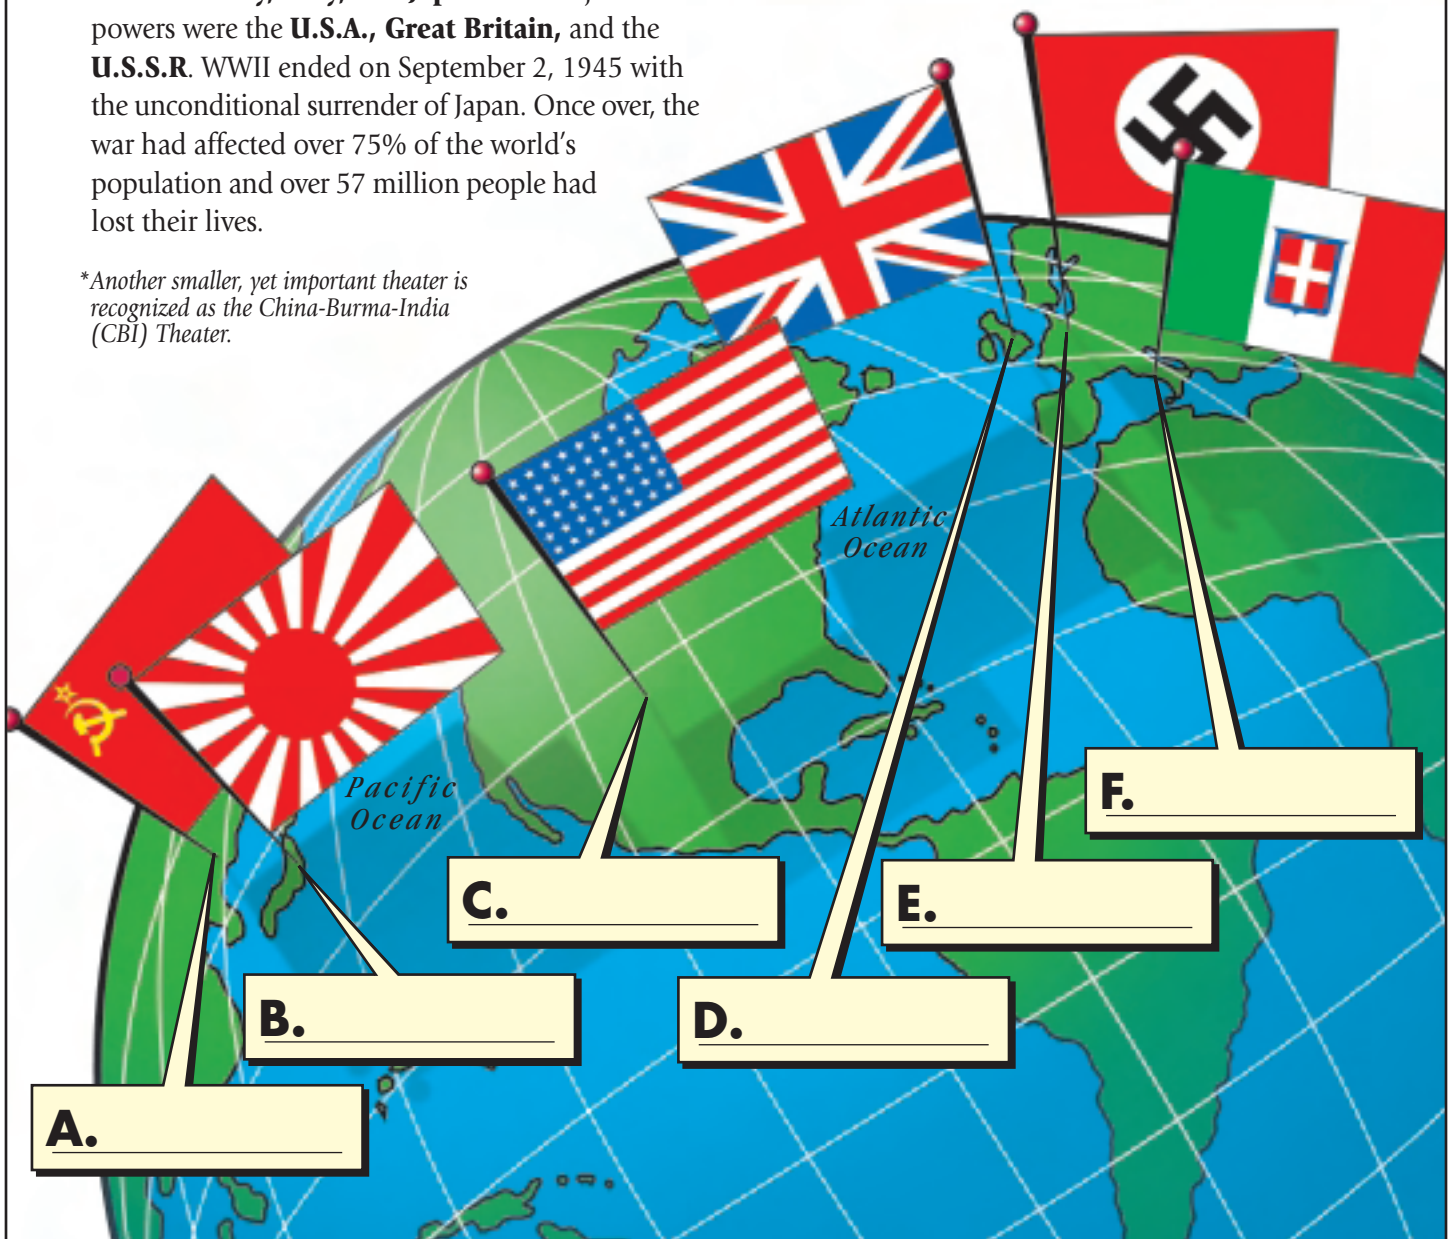 powers were the U.S.A., Great Britain, and the
U.S.S.R. WWII ended on September 2, 1945 with
the unconditional surrender of Japan. Once over, the
war had affected over 75% of the world's
population and over 57 million people had
lost their lives.
*Another smaller, yet important theater is
recognized as the China-Burma-India
(CBI) Theater.
Atlantic
Ocean
Pacific
Ocean
F.
C.
E.
B.
D.
A.